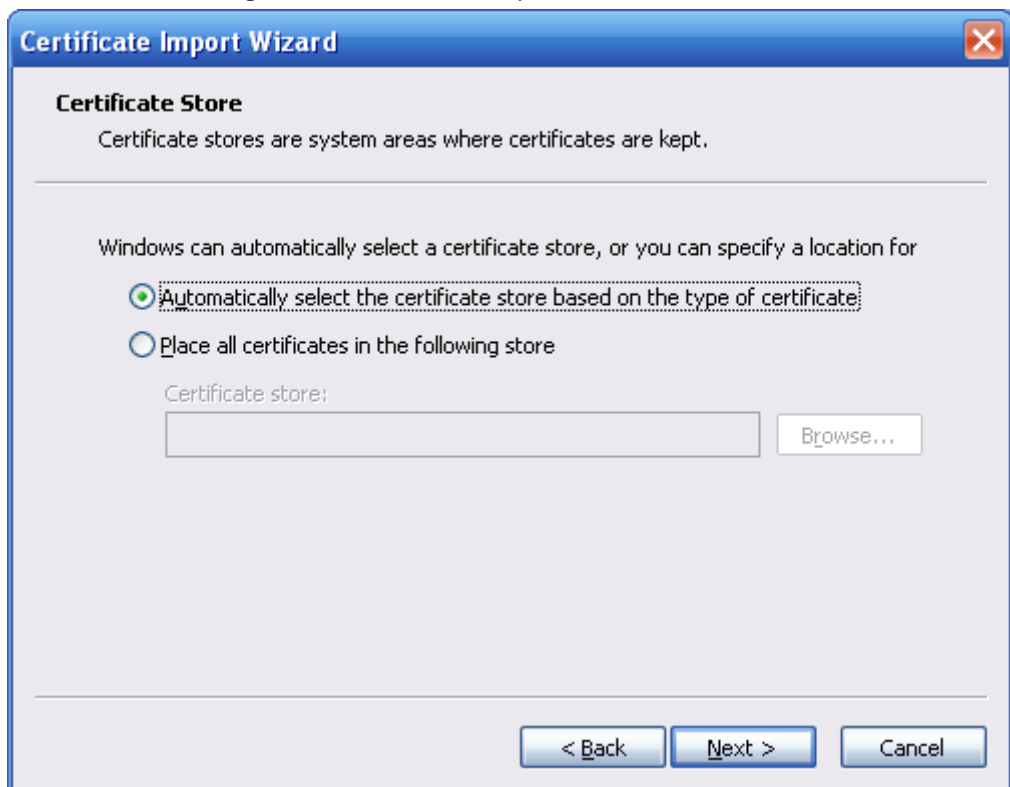 Certificate Import Wizard
Certificate Store
Certificate stores are system areas where certificates are kept.
Windows can automatically select a certificate store, or you can specify a location for
Automatically select the certificate store based on the type of certificate
Place all certificates in the following store
Certificate store:
Browse...
< Back Next > Cancel